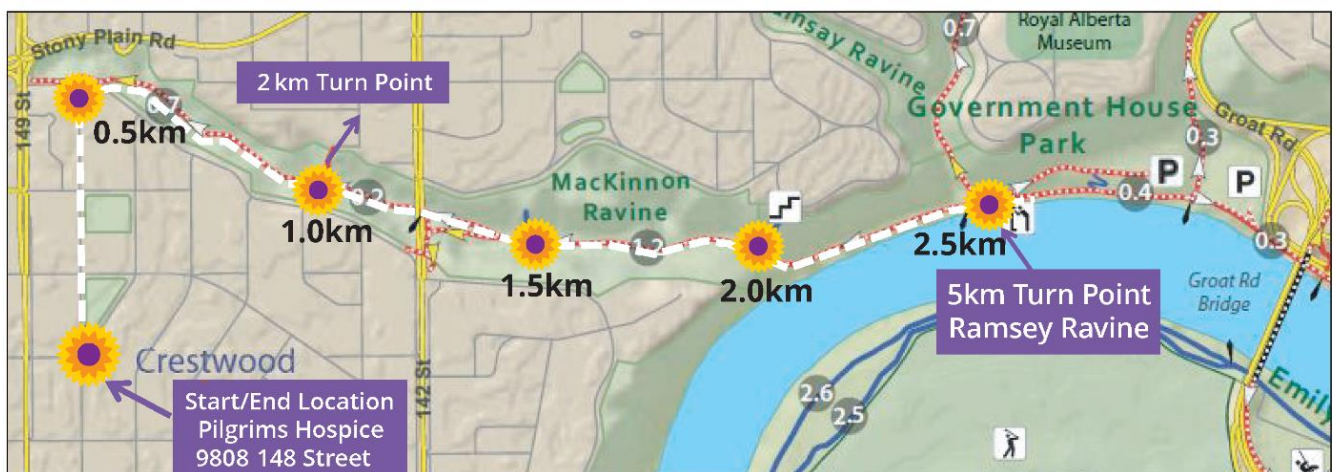 Stony Plain Rd
149 St
0.7
0.5km
2 km Turn Point
0.2
1.0km
142 St
1.5km
MacKinnon
Ravine
1.2
2.0km
Ravine
0.7
Royal Alberta
Museum
Government House
Park
Groat Rd
0.3
P
P
0.4
0.3
2.5km
5km Turn Point
Ramsey Ravine
Groat Rd
Bridge
Emily
2.6
2.5
Crestwood
Start/End Location
Pilgrims Hospice
9808 148 Street